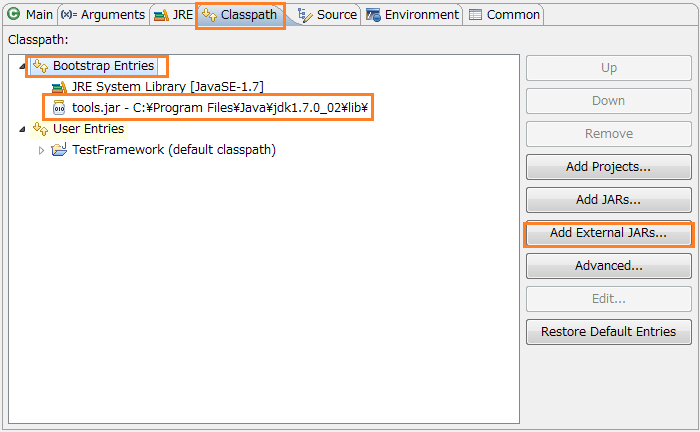 Main
(x)= Arguments
JRE
Classpath
Source
Environment
Common
Classpath:
Bootstrap Entries
JRE System Library [JavaSE-1.7]
010
tools.jar - C:¥Program Files¥Java¥jdk1.7.0_02¥lib¥
User Entries
TestFramework (default classpath)
Up
Down
Remove
Add Projects...
Add JARs...
Add External JARs...
Advanced...
Edit...
Restore Default Entries